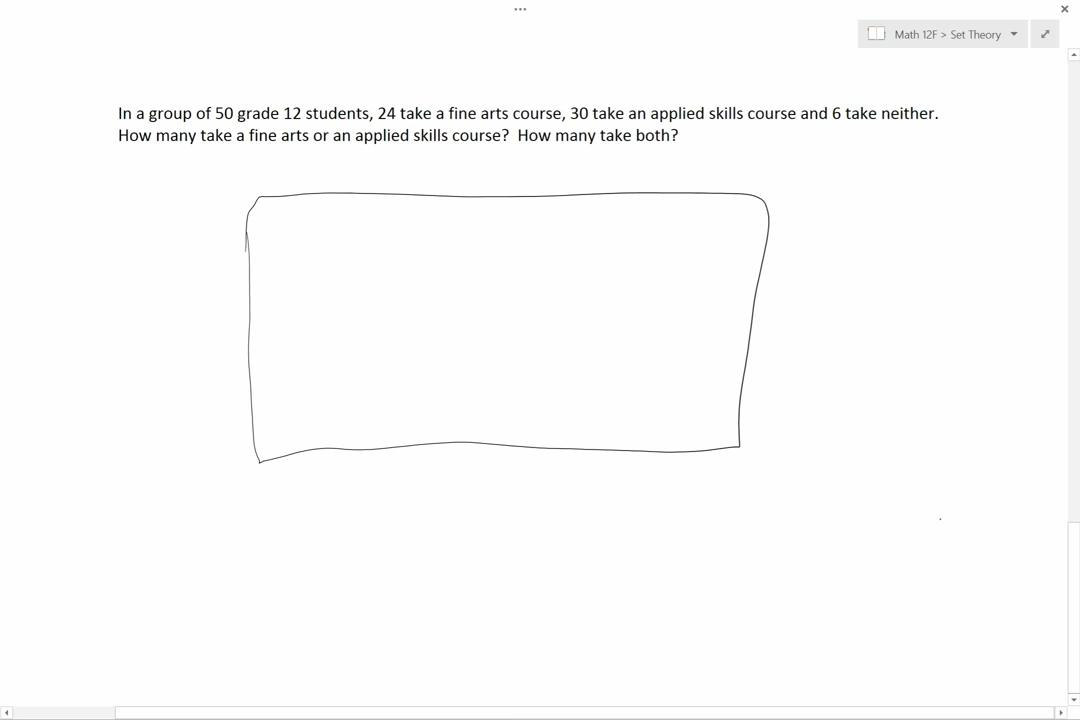 Math 12F > Set Theory
In a group of 50 grade 12 students, 24 take a fine arts course, 30 take an applied skills course and 6 take neither.
How many take a fine arts or an applied skills course?  How many take both?